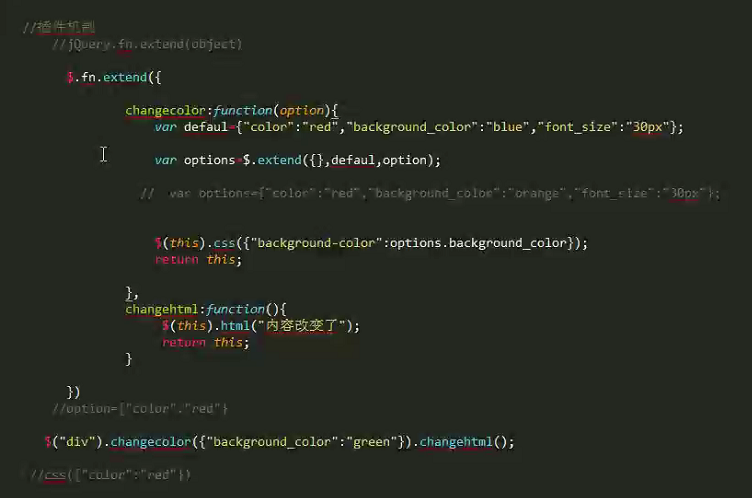 //插件机制
//jQuery.fn.extend(object)
$.fn.extend({
changecolor:function(option){
var defaul={"color":"red","background_color":"blue","font_size":"30px"};
var options=$.extend({},defaul,option);
// var options={"color":"red","background_color":"orange","font_size":"30px"};
$(this).css({"background-color":options.background_color});
return this;
},
changehtml:function(){
$(this).html("内容改变了");
return this;
}
})
//option={"color":"red"}
$("div").changecolor({"background_color":"green"}).changehtml();
//css({"color":"red"})